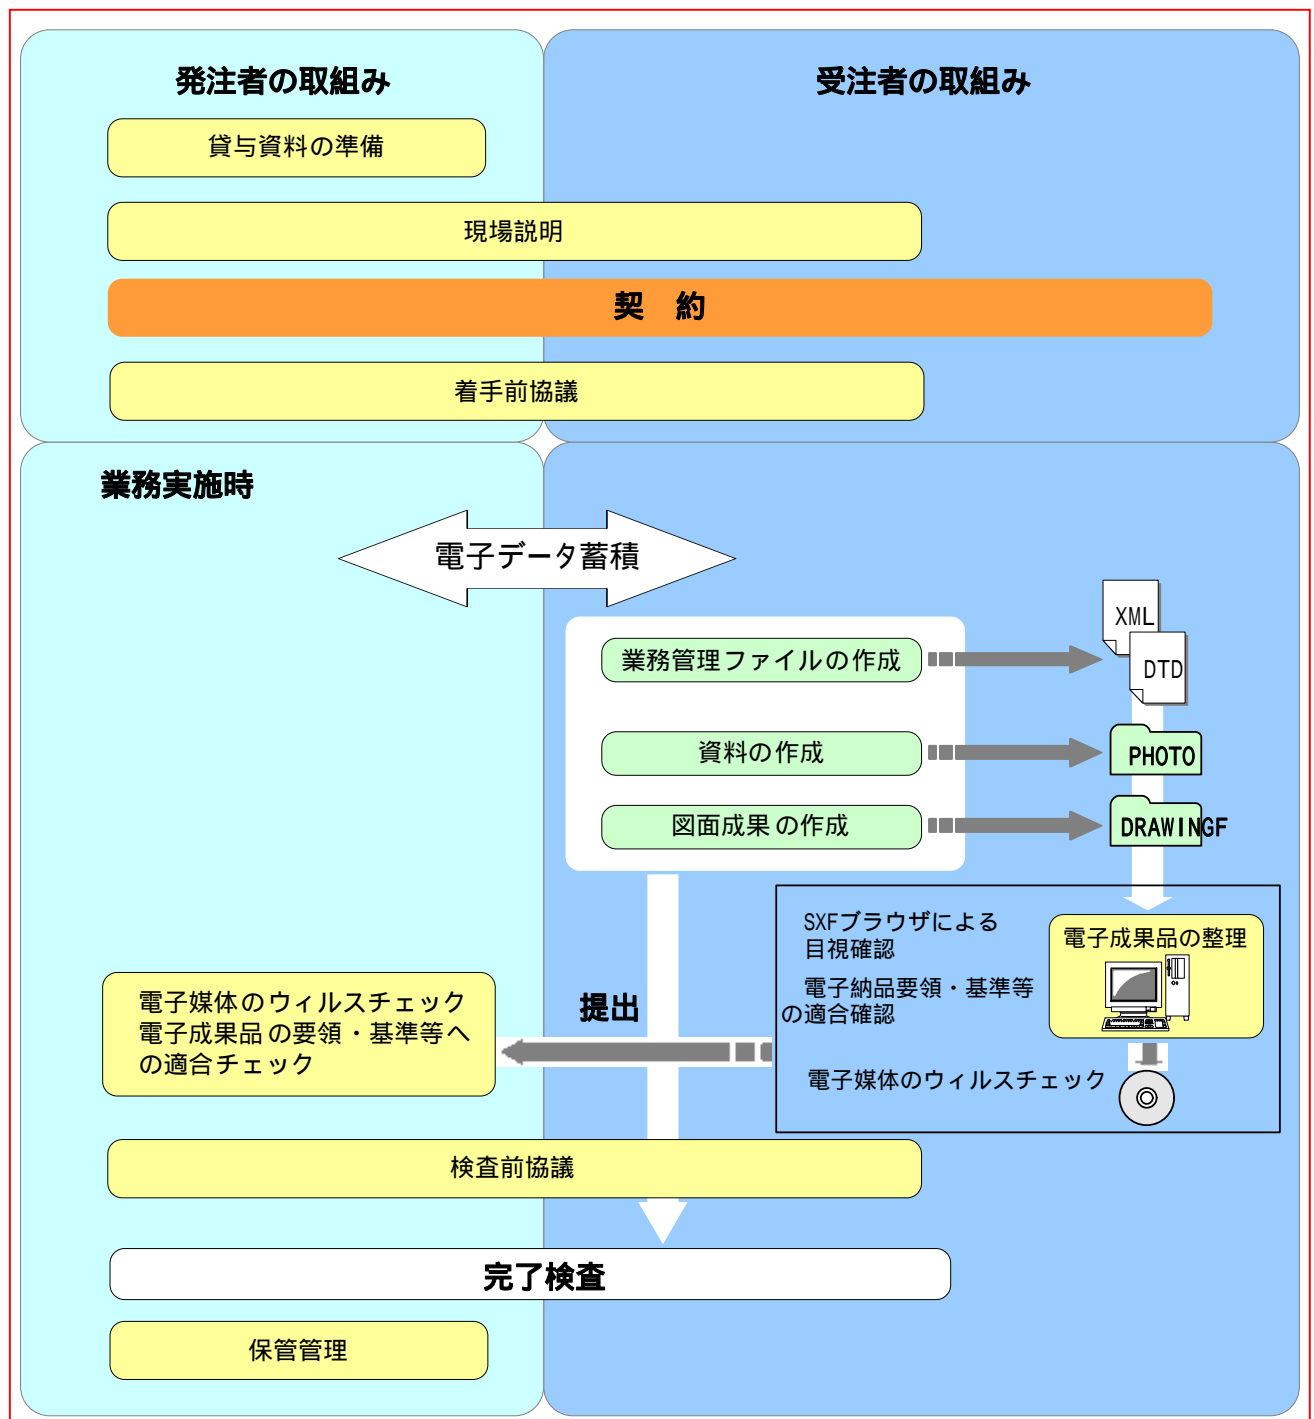 発注者の取組み
受注者の取組み
貸与資料の準備
現場説明
契　約
着手前協議
業務実施時
電子データ蓄積
業務管理ファイルの作成
XML
DTD
資料の作成
PHOTO
図面成果の作成
DRAWINGF
SXFブラウザによる
目視確認
電子納品要領・基準等
の適合確認
電子媒体のウィルスチェック
電子成果品の整理
提出
電子媒体のウィルスチェック
電子成果品の要領・基準等へ
の適合チェック
検査前協議
完了検査
保管管理